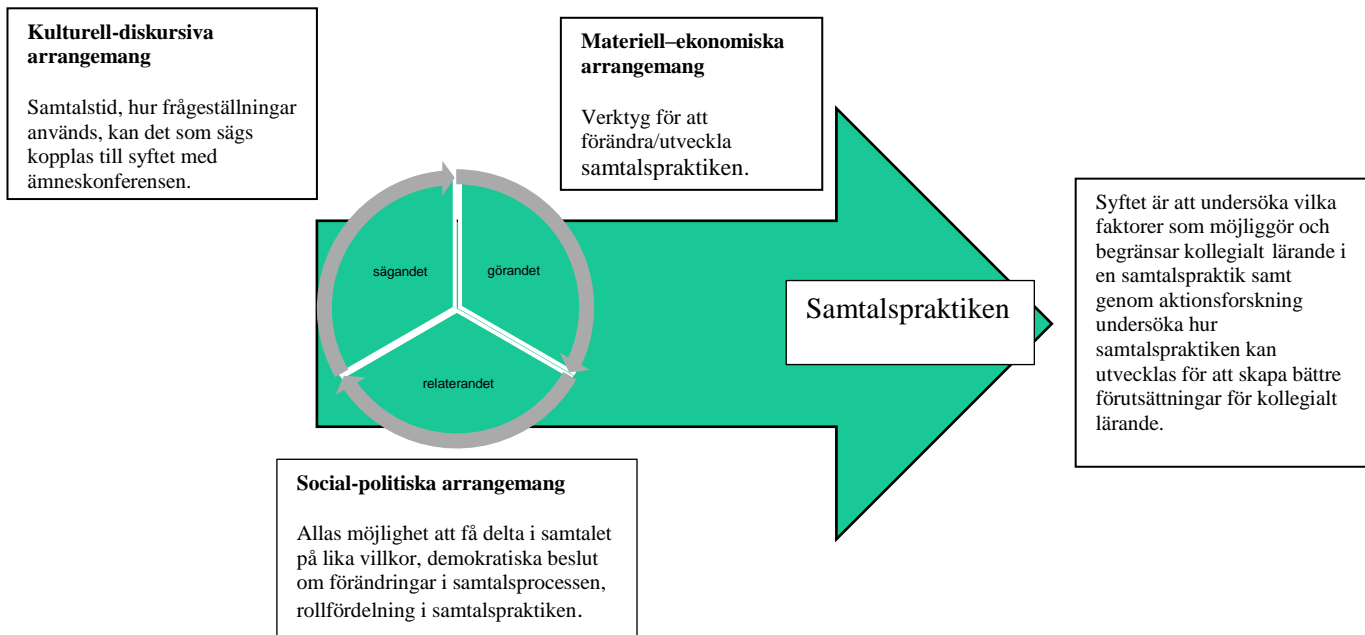 Kulturell-diskursiva
arrangemang
Samtalstid, hur frågeställningar
används, kan det som sägs
kopplas till syftet med
ämneskonferensen.
Materiell–ekonomiska
arrangemang
Verktyg för att
förändra/utveckla
samtalspraktiken.
sägandet
görandet
relaterandet
Samtalspraktiken
Syftet är att undersöka vilka
faktorer som möjliggör och
begränsar kollegialt lärande i
en samtalspraktik samt
genom aktionsforskning
undersöka hur
samtalspraktiken kan
utvecklas för att skapa bättre
förutsättningar för kollegialt
lärande.
Social-politiska arrangemang
Allas möjlighet att få delta i samtalet
på lika villkor, demokratiska beslut
om förändringar i samtalsprocessen,
rollfördelning i samtalspraktiken.